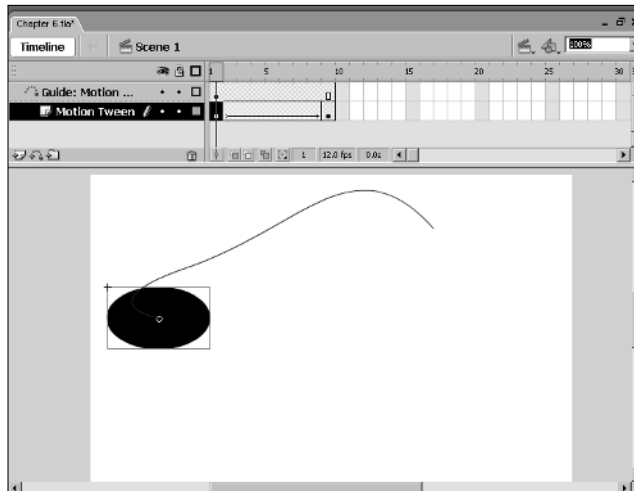 Chapter 6.fla*
Timeline
Scene 1
100%
1 5 10 15 20 25 30
Guide: Motion ...
Motion Tween
1 12.0 fps 0.0s